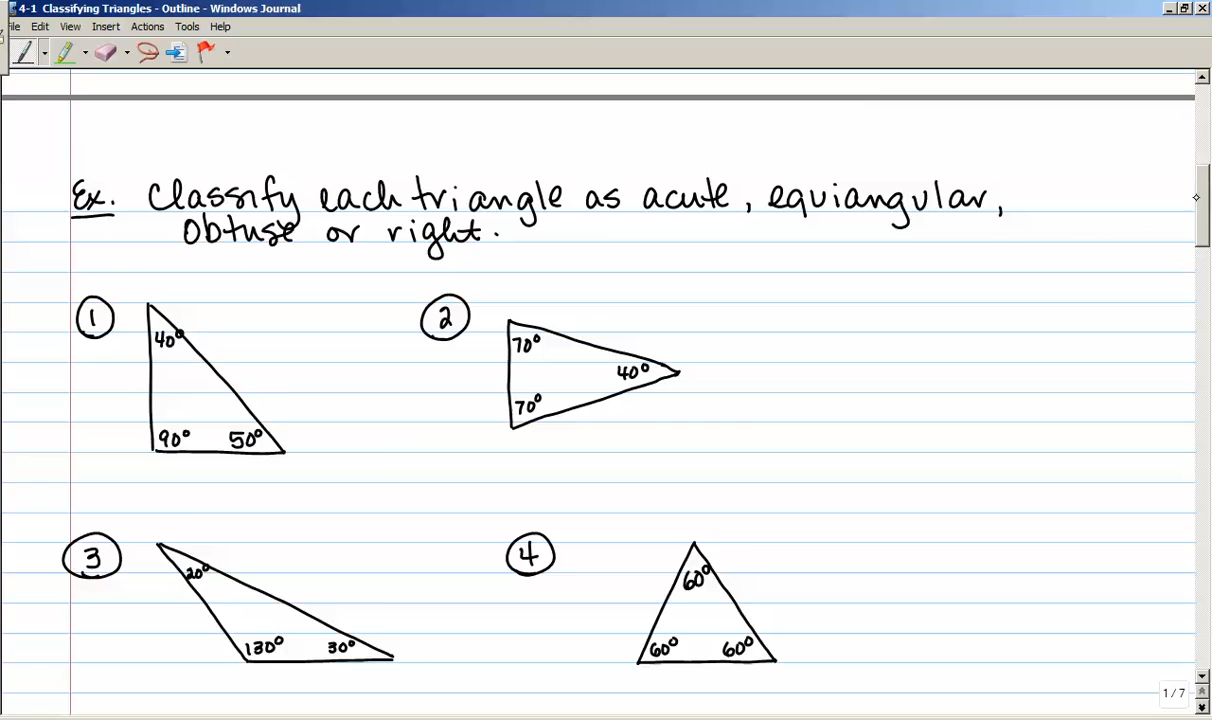 4-1 Classifying Triangles - Outline - Windows Journal
File Edit View Insert Actions Tools Help
Ex. Classify each triangle as acute, equiangular,
obtuse or right.
1
40°
90° 50°
2
70°
40°
70°
3
20°
130° 30°
4
60°
60° 60°
1 / 7